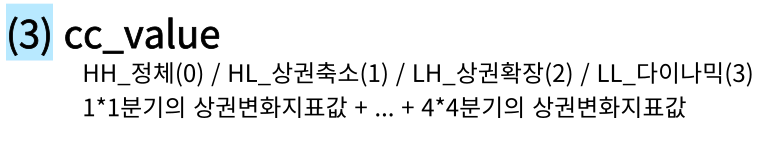 (3) cc_value
HH_정체(0) / HL_상권축소(1) / LH_상권확장(2) / LL_다이나믹(3)
1*1분기의 상권변화지표값 + ... + 4*4분기의 상권변화지표값